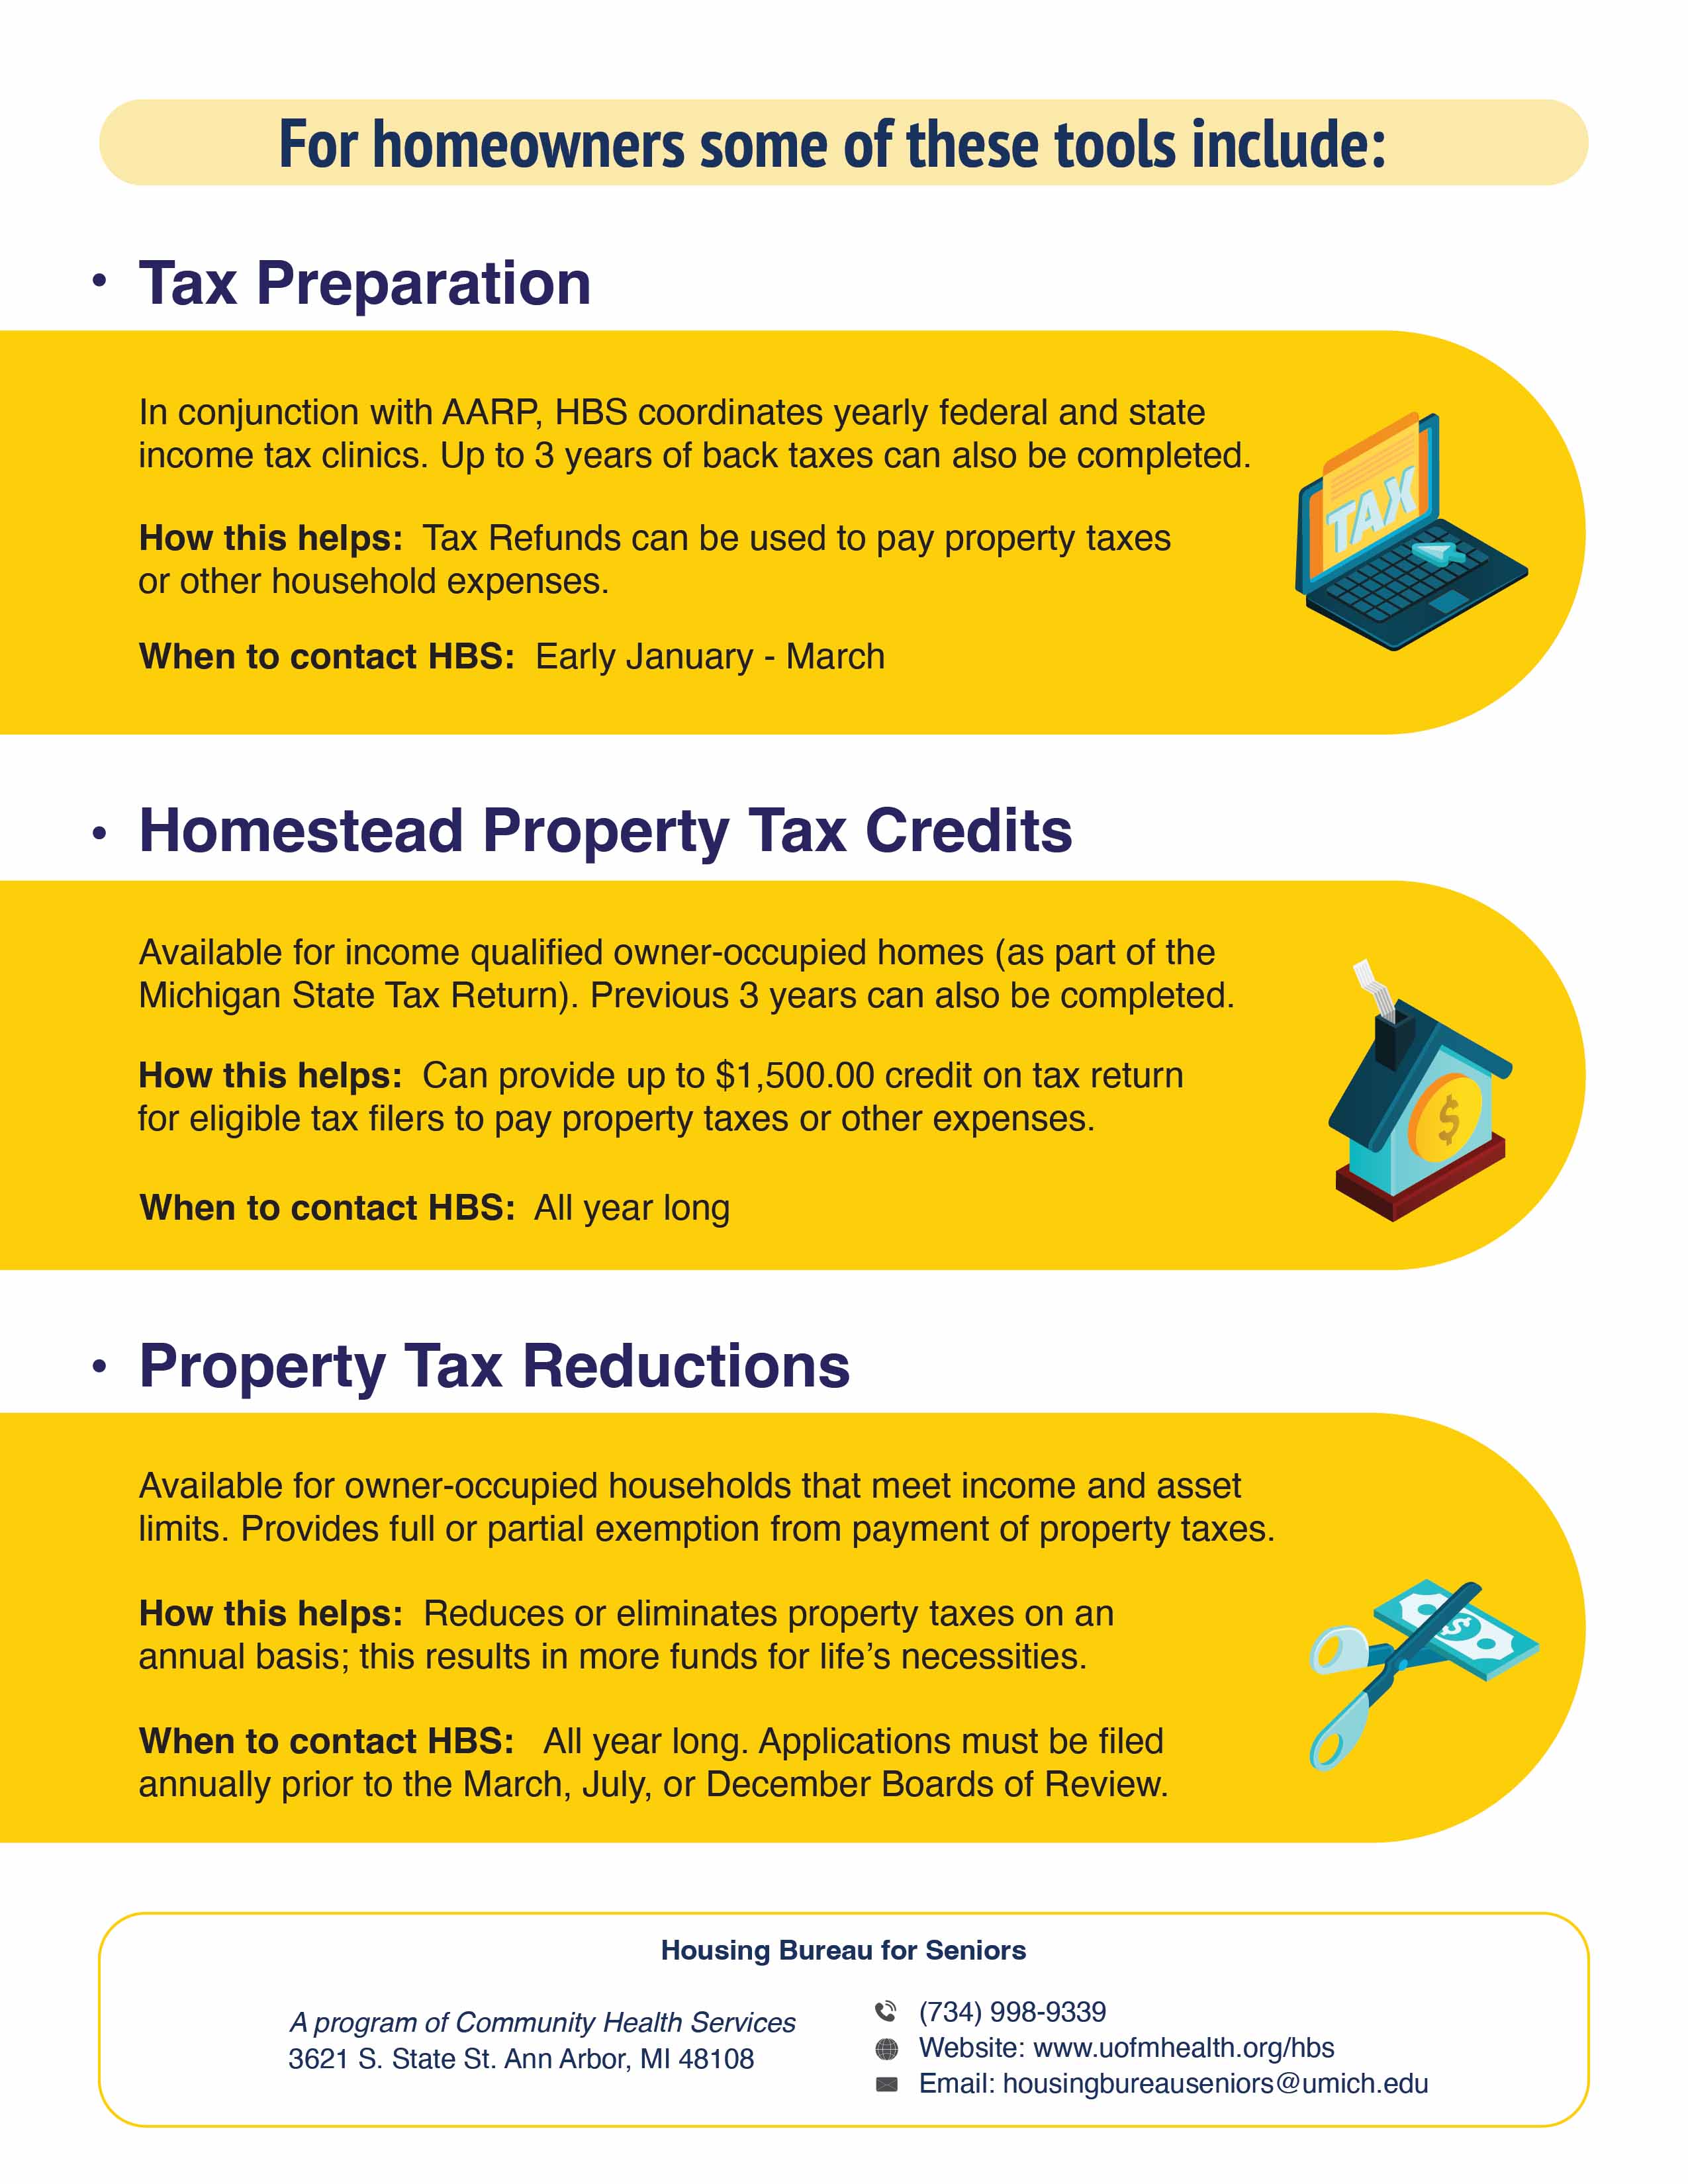 For homeowners some of these tools include:
• Tax Preparation
In conjunction with AARP, HBS coordinates yearly federal and state
income tax clinics. Up to 3 years of back taxes can also be completed.
How this helps: Tax Refunds can be used to pay property taxes
or other household expenses.
When to contact HBS: Early January - March
TAX
• Homestead Property Tax Credits
Available for income qualified owner-occupied homes (as part of the
Michigan State Tax Return). Previous 3 years can also be completed.
How this helps: Can provide up to $1,500.00 credit on tax return
for eligible tax filers to pay property taxes or other expenses.
When to contact HBS: All year long
$
• Property Tax Reductions
Available for owner-occupied households that meet income and asset
limits. Provides full or partial exemption from payment of property taxes.
How this helps: Reduces or eliminates property taxes on an
annual basis; this results in more funds for life’s necessities.
When to contact HBS: All year long. Applications must be filed
annually prior to the March, July, or December Boards of Review.
$
Housing Bureau for Seniors
A program of Community Health Services
3621 S. State St. Ann Arbor, MI 48108
(734) 998-9339
Website: www.uofmhealth.org/hbs
Email: housingbureauseniors@umich.edu